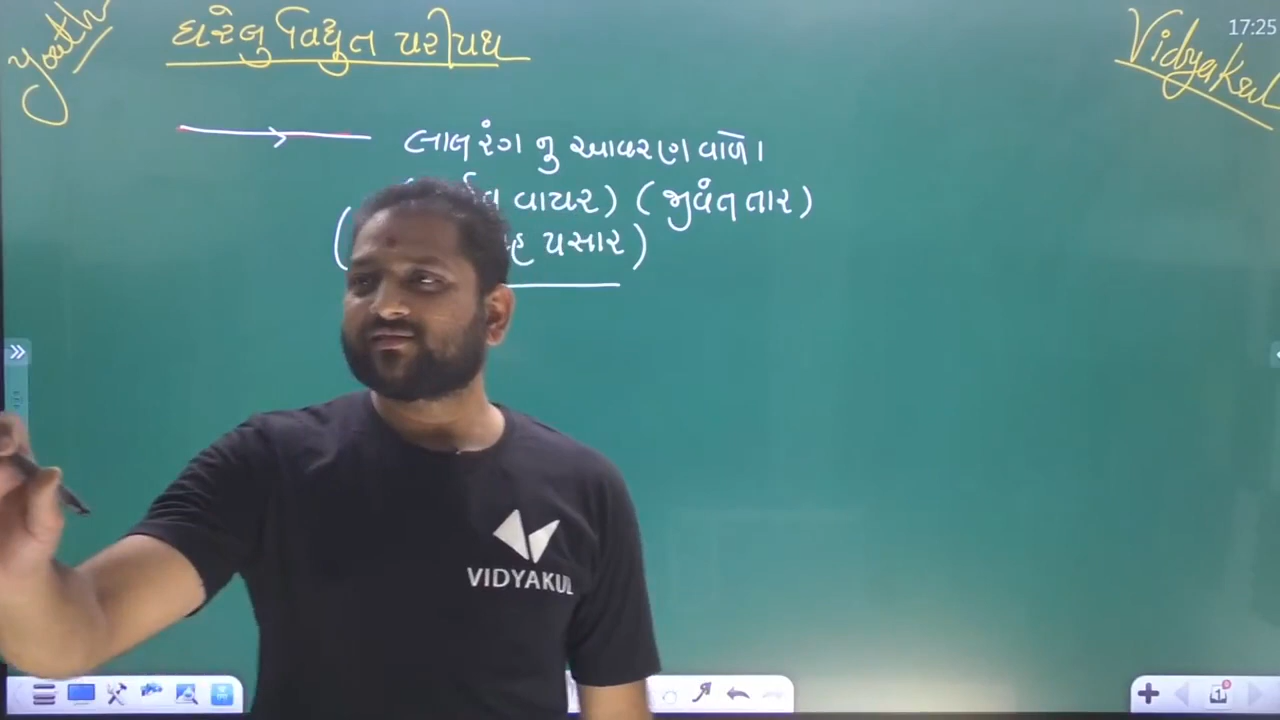 youth
ઘરેલુ વિદ્યુત પરીપથ
Vidyakul
17:25
લાલ રંગ નુ આવરણ વાળો
વાયર) (જીવંત તાર)
પસાર)
VIDYAKUL